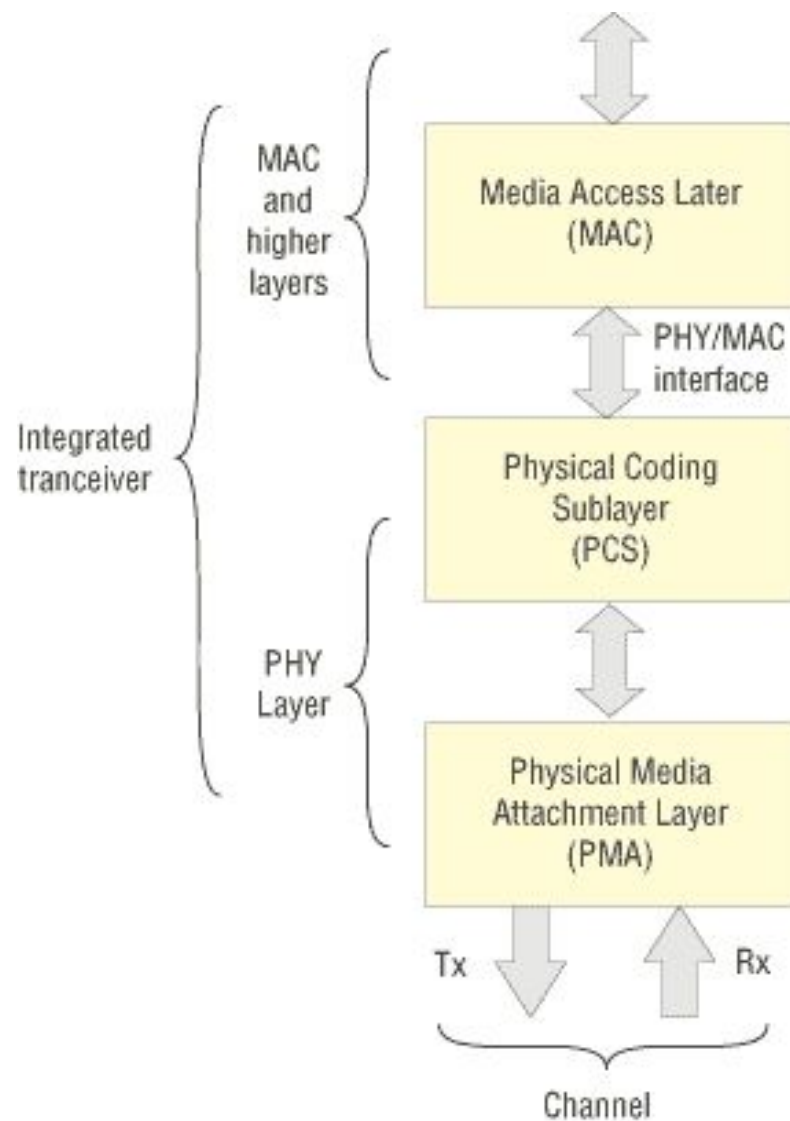 MAC
and
higher
layers
Media Access Later
(MAC)
PHY/MAC
interface
Integrated
tranceiver
Physical Coding
Sublayer
(PCS)
PHY
Layer
Physical Media
Attachment Layer
(PMA)
Tx
Rx
Channel